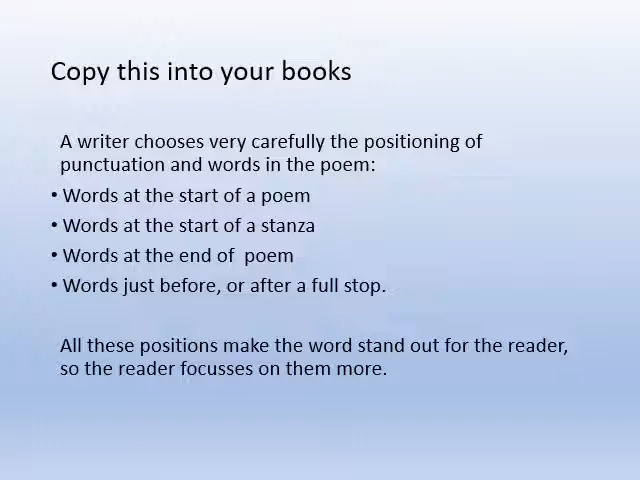 Copy this into your books
A writer chooses very carefully the positioning of
punctuation and words in the poem:
• Words at the start of a poem
• Words at the start of a stanza
• Words at the end of  poem
• Words just before, or after a full stop.
All these positions make the word stand out for the reader,
so the reader focusses on them more.